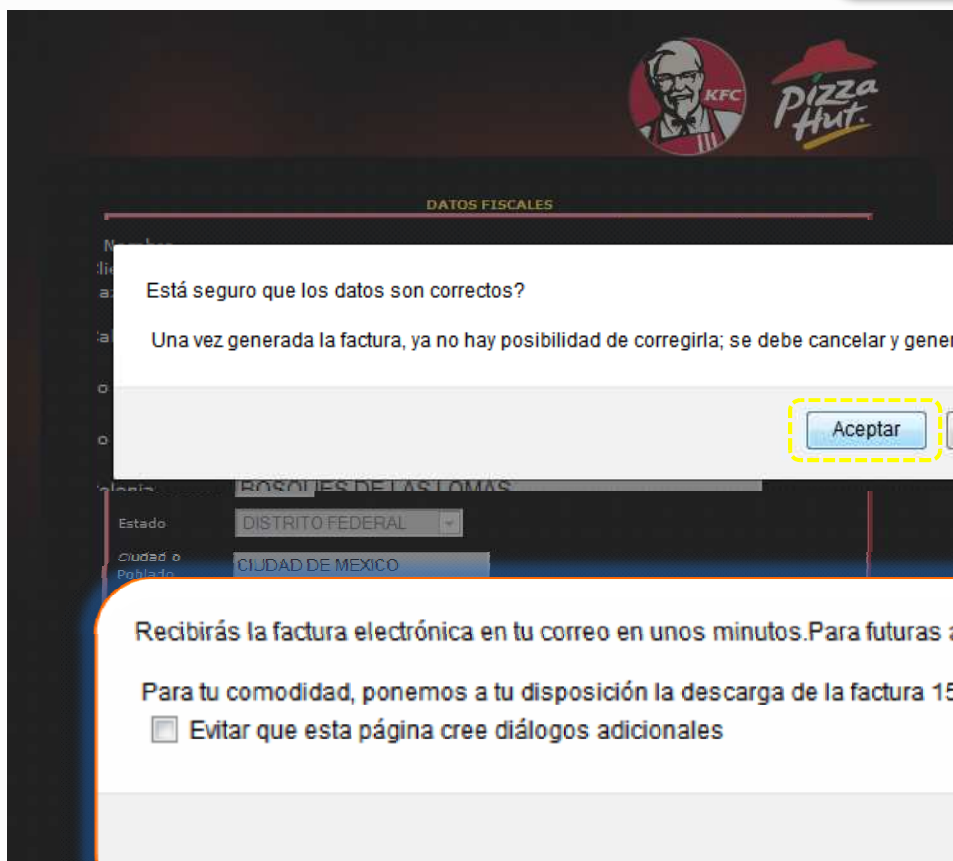 KFC
Pizza
Hut.
DATOS FISCALES
Está seguro que los datos son correctos?
Una vez generada la factura, ya no hay posibilidad de corregirla; se debe cancelar y gener
Aceptar
BOSQUES DE LAS LOMAS
Estado
DISTRITO FEDERAL
Ciudad o
Poblado
CIUDAD DE MEXICO
Recibirás la factura electrónica en tu correo en unos minutos.Para futuras a
Para tu comodidad, ponemos a tu disposición la descarga de la factura 15
Evitar que esta página cree diálogos adicionales